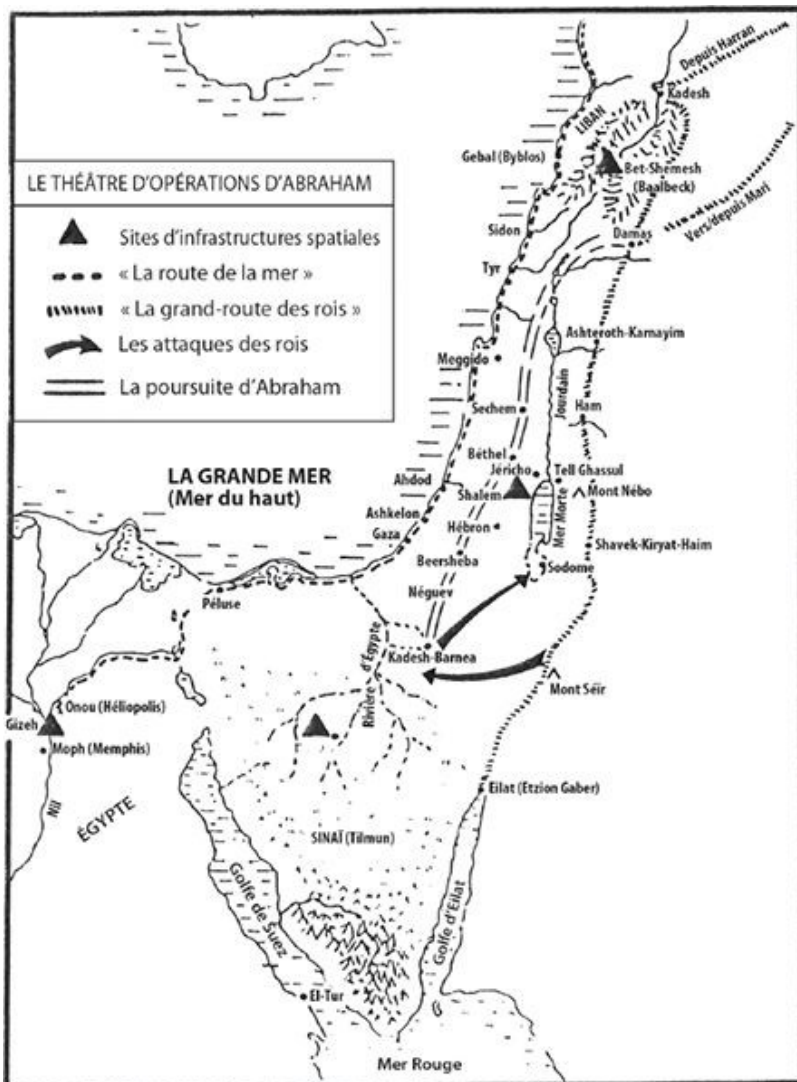 LE THÉÂTRE D'OPÉRATIONS D'ABRAHAM
Sites d'infrastructures spatiales
« La route de la mer »
« La grand-route des rois »
Les attaques des rois
La poursuite d'Abraham
Depuis Harran
Kadesh
LIBAN
Gebal (Byblos)
Bet-Shemesh
(Baalbeck)
Vers/depuis Mari
Sidon
Damas
Tyr
Ashteroth-Karnayim
Meggido
Jourdain
Sechem
Ham
Béthel
Jéricho
Tell Ghassul
LA GRANDE MER
(Mer du haut)
Ahdod
Shalem
Mont Nébo
Mer Morte
Ashkelon
Hébron
Gaza
Shavek-Kiryat-Haim
Beersheba
Sodome
Néguev
Péluse
Rivière d'Égypte
Kadesh-Barnea
Mont Séïr
Onou (Héliopolis)
Gizeh
Moph (Memphis)
Eilat (Etzion Gaber)
Nil
ÉGYPTE
SINAÏ (Tilmun)
Golfe de Suez
Golfe d'Eilat
El-Tur
Mer Rouge